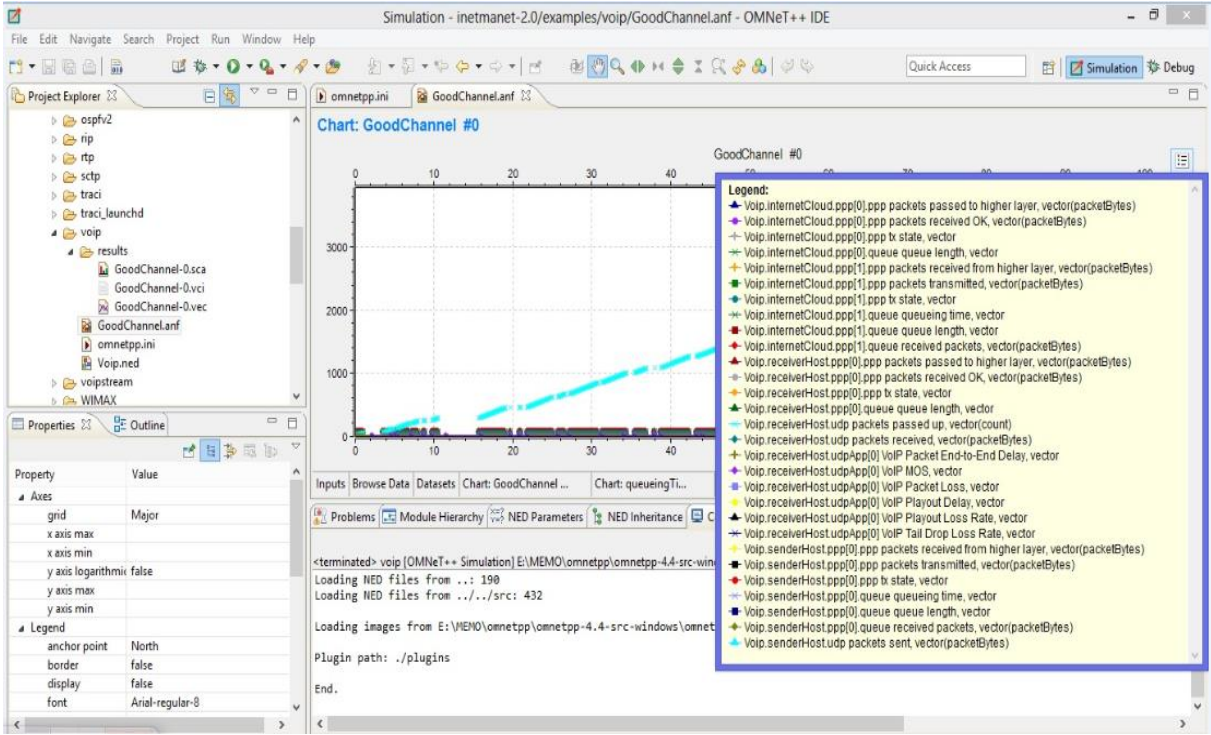 Simulation - inetmanet-2.0/examples/voip/GoodChannel.anf - OMNeT++ IDE
File Edit Navigate Search Project Run Window Help
Quick Access
Simulation
Debug
Project Explorer
ospfv2
rip
rtp
sctp
traci
traci_launchd
voip
results
GoodChannel-0.sca
GoodChannel-0.vci
GoodChannel-0.vec
GoodChannel.anf
omnetpp.ini
Voip.ned
voipstream
WIMAX
Properties
Outline
Property Value
Axes
grid Major
x axis max
x axis min
y axis logarithmic false
y axis max
y axis min
Legend
anchor point North
border false
display false
font Arial-regular-8
omnetpp.ini
GoodChannel.anf
Chart: GoodChannel #0
GoodChannel #0
0 10 20 30 40
3000
2000
1000
0
0 10 20 30 40
Legend:
Voip.internetCloud.ppp[0].ppp packets passed to higher layer, vector(packetBytes)
Voip.internetCloud.ppp[0].ppp packets received OK, vector(packetBytes)
Voip.internetCloud.ppp[0].ppp tx state, vector
Voip.internetCloud.ppp[0].queue queue length, vector
Voip.internetCloud.ppp[1].ppp packets received from higher layer, vector(packetBytes)
Voip.internetCloud.ppp[1].ppp packets transmitted, vector(packetBytes)
Voip.internetCloud.ppp[1].ppp tx state, vector
Voip.internetCloud.ppp[1].queue queueing time, vector
Voip.internetCloud.ppp[1].queue queue length, vector
Voip.internetCloud.ppp[1].queue received packets, vector(packetBytes)
Voip.receiverHost.ppp[0].ppp packets passed to higher layer, vector(packetBytes)
Voip.receiverHost.ppp[0].ppp packets received OK, vector(packetBytes)
Voip.receiverHost.ppp[0].ppp tx state, vector
Voip.receiverHost.ppp[0].queue queue length, vector
Voip.receiverHost.udp packets passed up, vector(count)
Voip.receiverHost.udp packets received, vector(packetBytes)
Voip.receiverHost.udpApp[0] VoIP Packet End-to-End Delay, vector
Voip.receiverHost.udpApp[0] VoIP MOS, vector
Voip.receiverHost.udpApp[0] VoIP Packet Loss, vector
Voip.receiverHost.udpApp[0] VoIP Playout Delay, vector
Voip.receiverHost.udpApp[0] VoIP Playout Loss Rate, vector
Voip.receiverHost.udpApp[0] VoIP Tail Drop Loss Rate, vector
Voip.senderHost.ppp[0].ppp packets received from higher layer, vector(packetBytes)
Voip.senderHost.ppp[0].ppp packets transmitted, vector(packetBytes)
Voip.senderHost.ppp[0].ppp tx state, vector
Voip.senderHost.ppp[0].queue queueing time, vector
Voip.senderHost.ppp[0].queue queue length, vector
Voip.senderHost.ppp[0].queue received packets, vector(packetBytes)
Voip.senderHost.udp packets sent, vector(packetBytes)
Inputs Browse Data Datasets Chart: GoodChannel ... Chart: queueingTi...
Problems Module Hierarchy NED Parameters NED Inheritance
<terminated> voip [OMNeT++ Simulation] E:\MEMO\omnetpp\omnetpp-4.4-src-win
Loading NED files from ..: 190
Loading NED files from ../../src: 432
Loading images from E:\MEMO\omnetpp\omnetpp-4.4-src-windows\omnet
Plugin path: ./plugins
End.